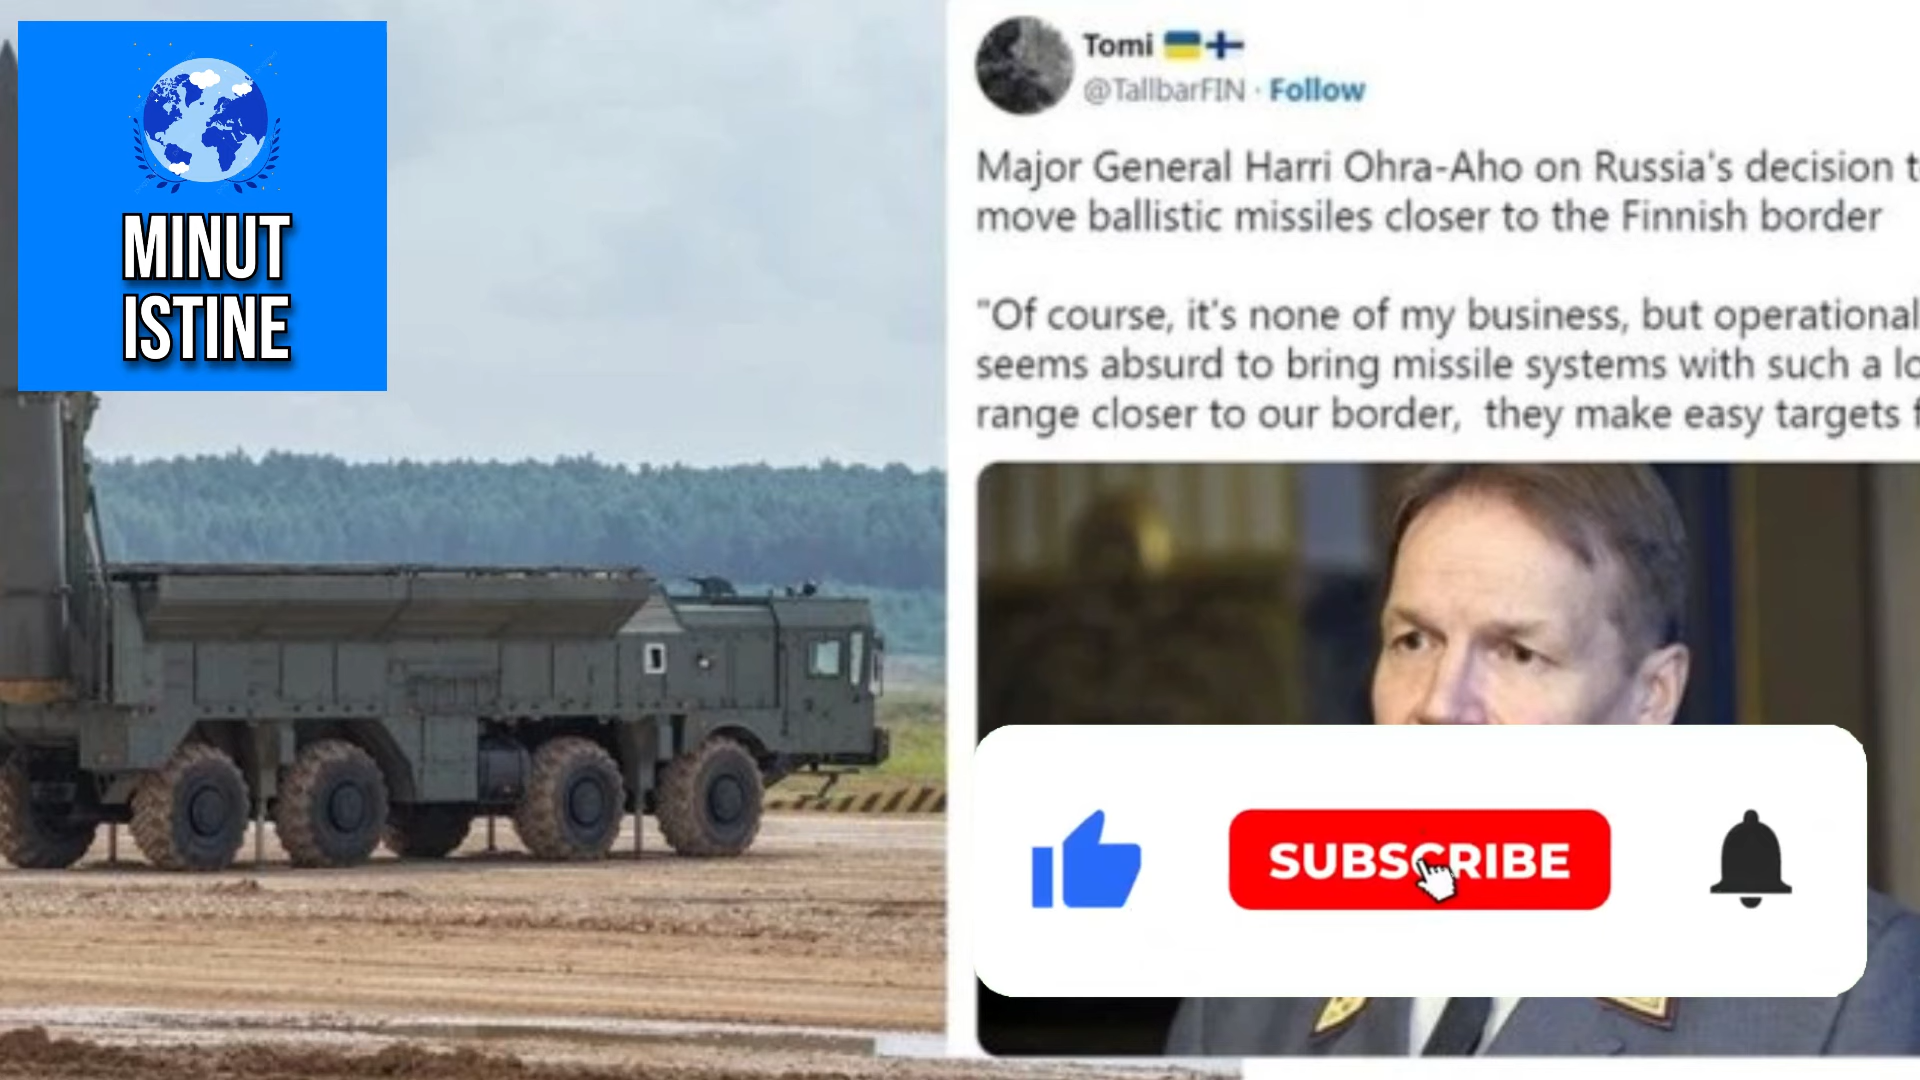 MINUT
ISTINE
Tomi
@TallbarFIN · Follow
Major General Harri Ohra-Aho on Russia's decision t
move ballistic missiles closer to the Finnish border
"Of course, it's none of my business, but operational
seems absurd to bring missile systems with such a lo
range closer to our border, they make easy targets f
SUBSCRIBE